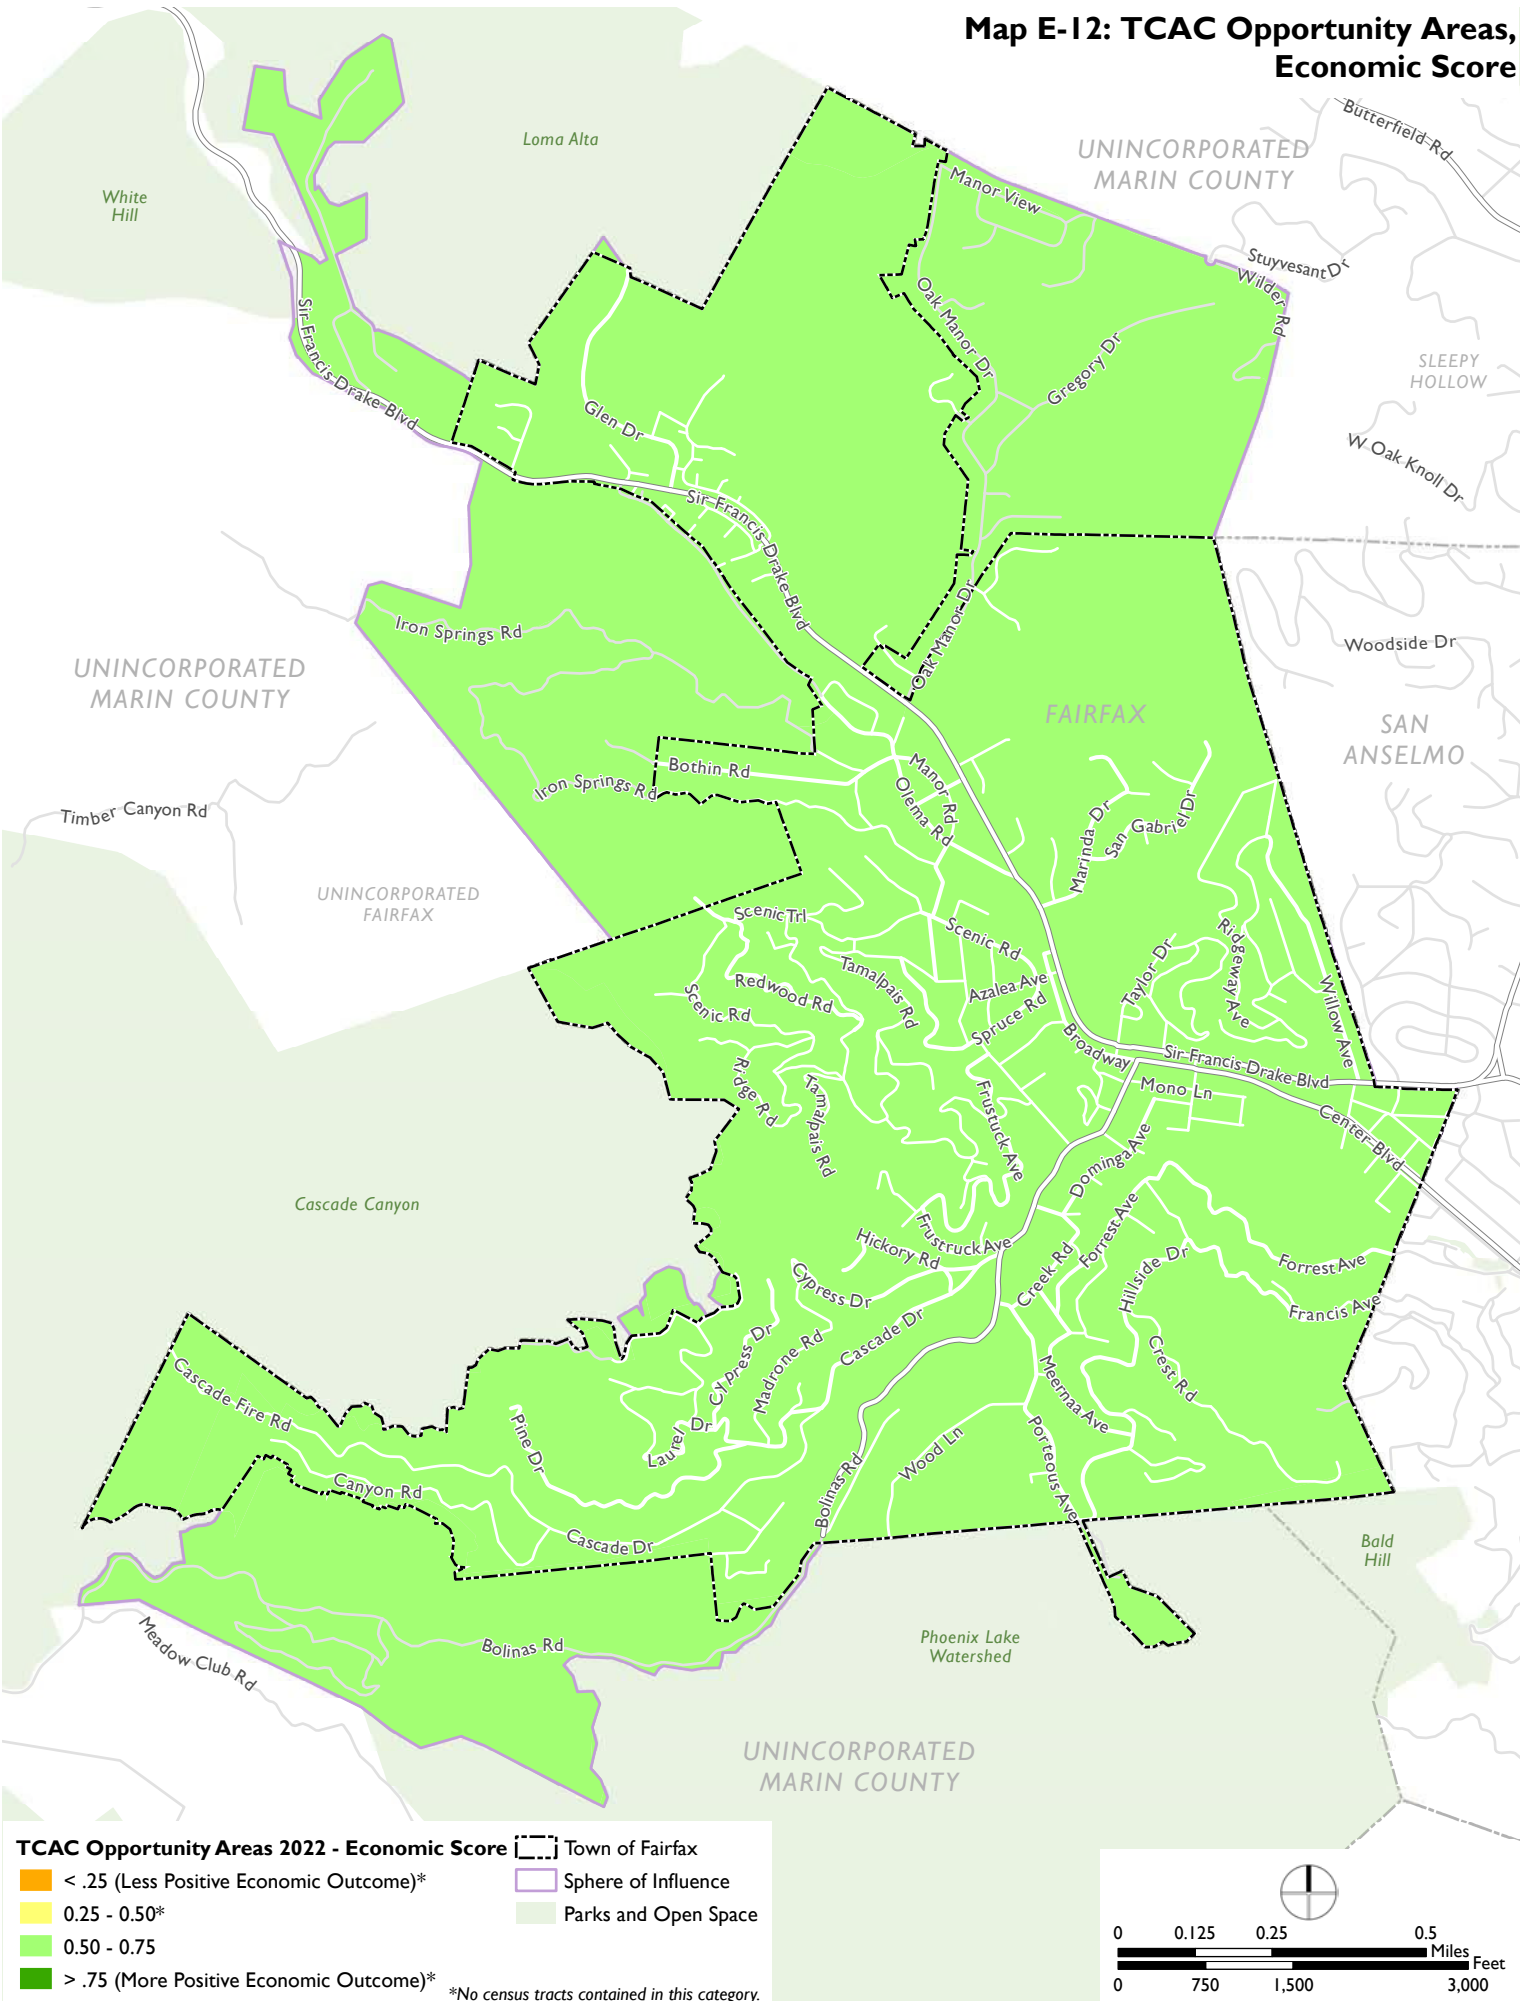 Map E-12: TCAC Opportunity Areas,
Economic Score
Butterfield Rd
UNINCORPORATED
MARIN COUNTY
Loma Alta
White
Hill
Manor View
Stuyvesant Dr
Wilder Rd
Oak Manor Dr
Gregory Dr
Sir Francis Drake Blvd
SLEEPY
HOLLOW
Glen Dr
W Oak Knoll Dr
Sir Francis Drake Blvd
Iron Springs Rd
Oak Manor Dr
Woodside Dr
UNINCORPORATED
MARIN COUNTY
FAIRFAX
SAN
ANSELMO
Bothin Rd
Iron Springs Rd
Manor Rd
Olema Rd
Timber Canyon Rd
Marinda Dr
San Gabriel Dr
UNINCORPORATED
FAIRFAX
Scenic Trl
Scenic Rd
Tamalpais Rd
Redwood Rd
Scenic Rd
Azalea Ave
Spruce Rd
Taylor Dr
Ridgeway Ave
Willow Ave
Broadway
Sir Francis Drake Blvd
Mono Ln
Ridge Rd
Tamalpais Rd
Frustuck Ave
Center Blvd
Dominga Ave
Cascade Canyon
Forrest Ave
Frustruck Ave
Hickory Rd
Creek Rd
Hillside Dr
Forrest Ave
Francis Ave
Cypress Dr
Cascade Dr
Cypress Dr
Madrone Rd
Crest Rd
Meernaa Ave
Cascade Fire Rd
Pine Dr
Laurel Dr
Wood Ln
Porteous Ave
Canyon Rd
Bolinas Rd
Cascade Dr
Bald
Hill
Meadow Club Rd
Bolinas Rd
Phoenix Lake
Watershed
UNINCORPORATED
MARIN COUNTY
TCAC Opportunity Areas 2022 - Economic Score
< .25 (Less Positive Economic Outcome)*
0.25 - 0.50*
0.50 - 0.75
> .75 (More Positive Economic Outcome)*
Town of Fairfax
Sphere of Influence
Parks and Open Space
*No census tracts contained in this category.
0 0.125 0.25 0.5
Miles
Feet
0 750 1,500 3,000